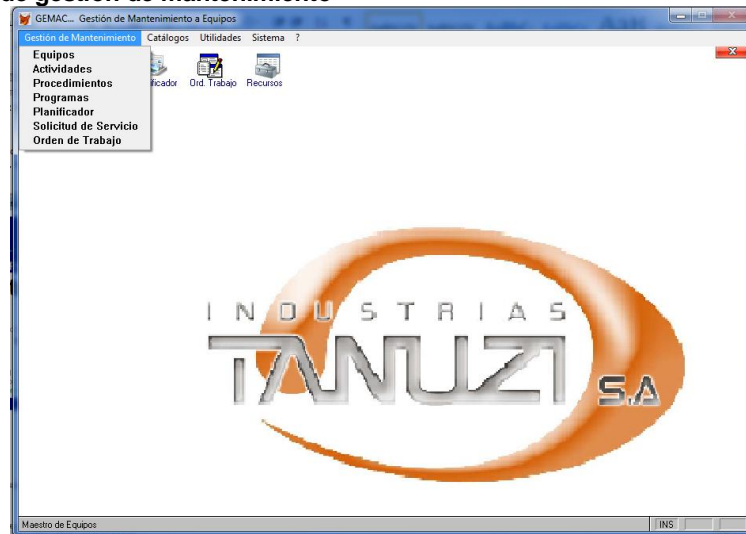 de gestión de mantenimiento
GEMAC... Gestión de Mantenimiento a Equipos
Gestión de Mantenimiento Catálogos Utilidades Sistema ?
Equipos
Actividades
Procedimientos
Programas
Planificador
Solicitud de Servicio
Orden de Trabajo
ificador Ord. Trabajo Recursos
INDUSTRIAS
TANUZI
S.A
Maestro de Equipos INS